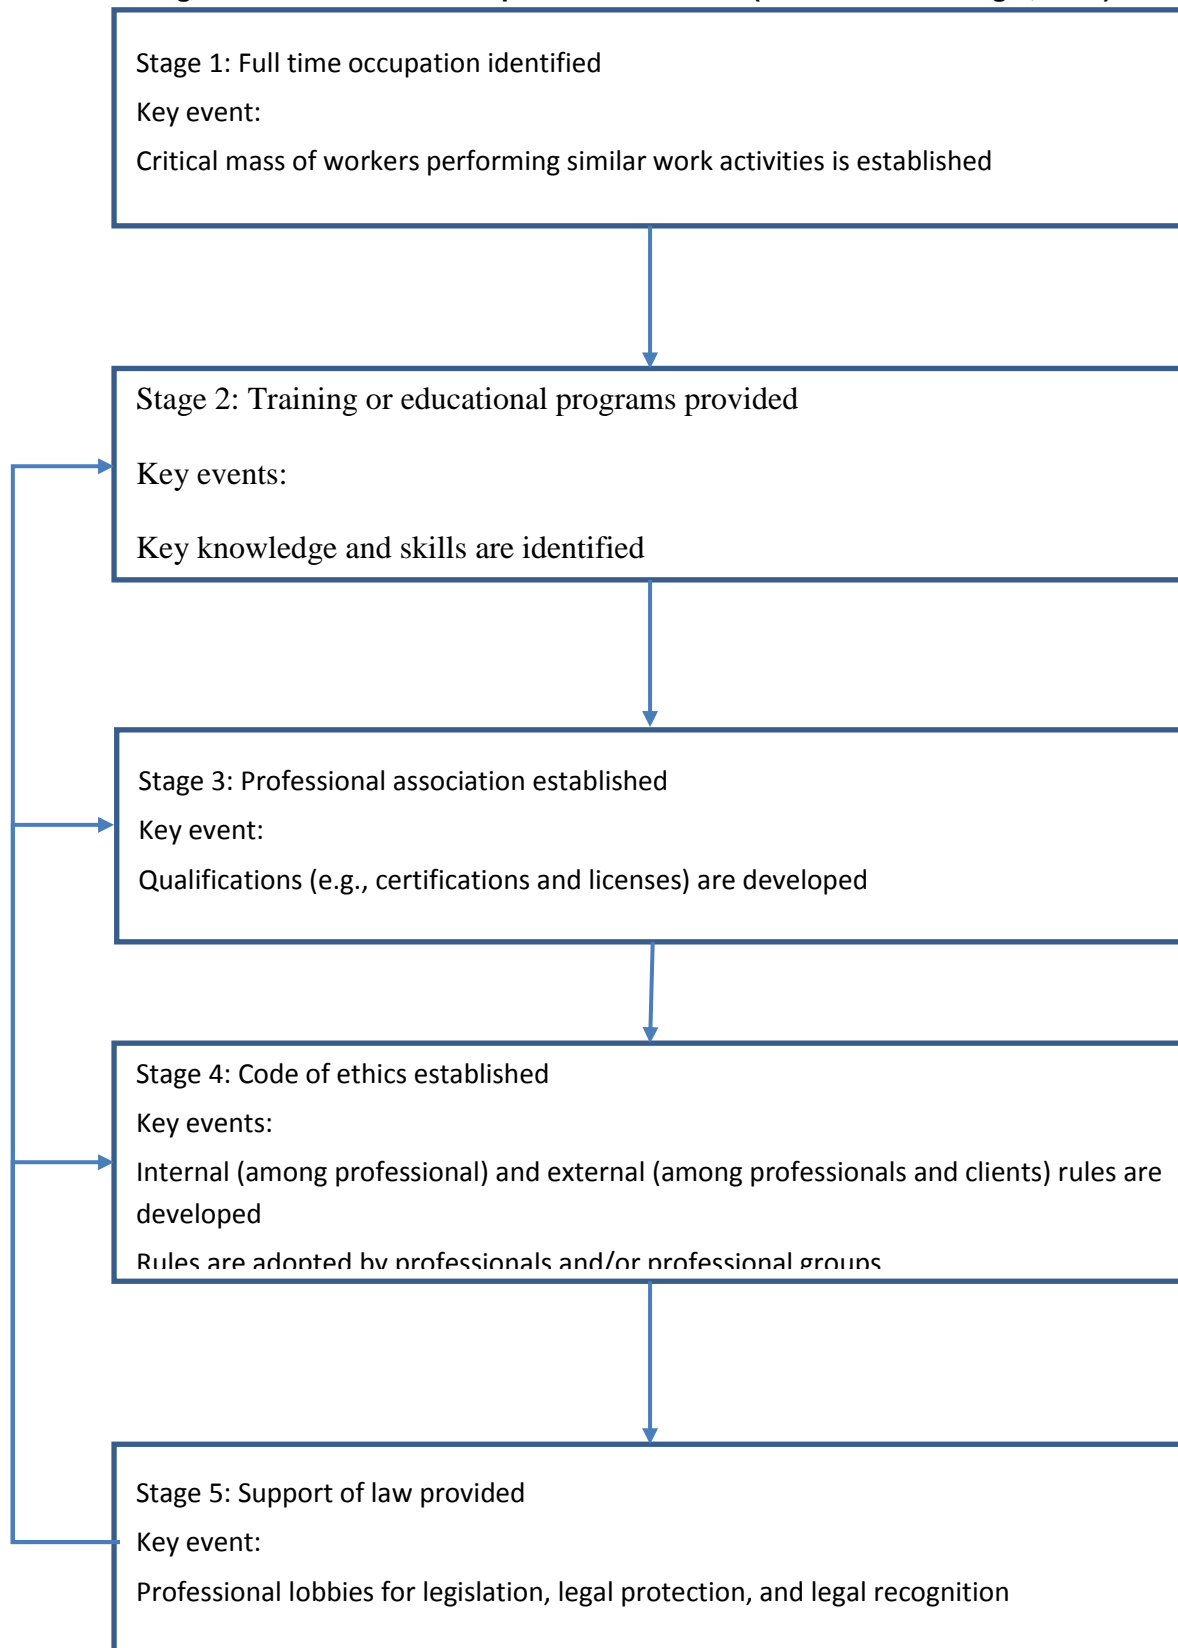 Stage 1: Full time occupation identified
Key event:
Critical mass of workers performing similar work activities is established
Stage 2: Training or educational programs provided
Key events:
Key knowledge and skills are identified
Stage 3: Professional association established
Key event:
Qualifications (e.g., certifications and licenses) are developed
Stage 4: Code of ethics established
Key events:
Internal (among professional) and external (among professionals and clients) rules are
developed
Rules are adopted by professionals and/or professional groups
Stage 5: Support of law provided
Key event:
Professional lobbies for legislation, legal protection, and legal recognition